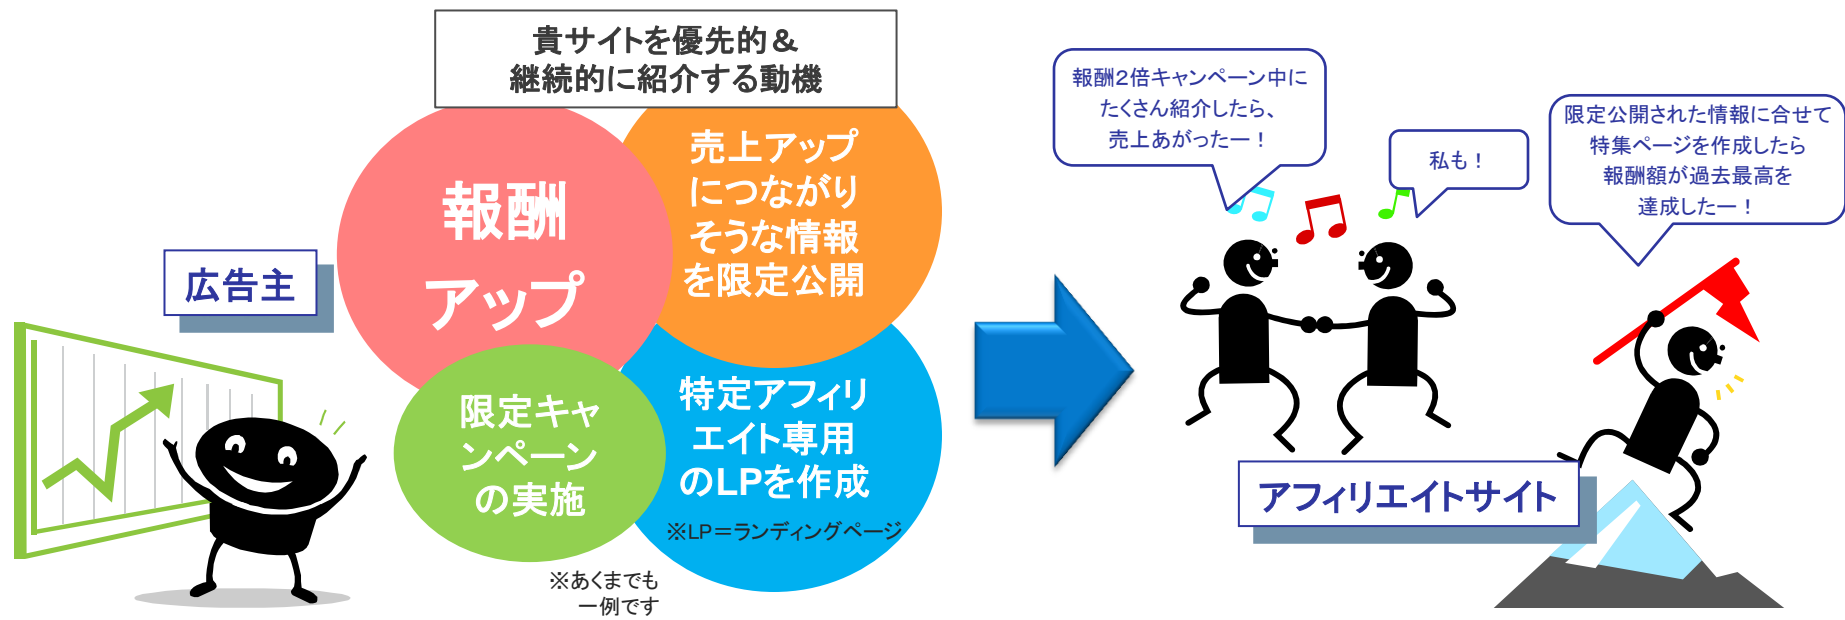 貴サイトを優先的＆
継続的に紹介する動機
広告主
報酬
アップ
売上アップ
につながり
そうな情報
を限定公開
限定キャ
ンペーン
の実施
特定アフィリ
エイト専用
のLPを作成
※LP＝ランディングページ
※あくまでも
一例です
報酬２倍キャンペーン中に
たくさん紹介したら、
売上あがったー！
私も！
限定公開された情報に合せて
特集ページを作成したら
報酬額が過去最高を
達成したー！
アフィリエイトサイト